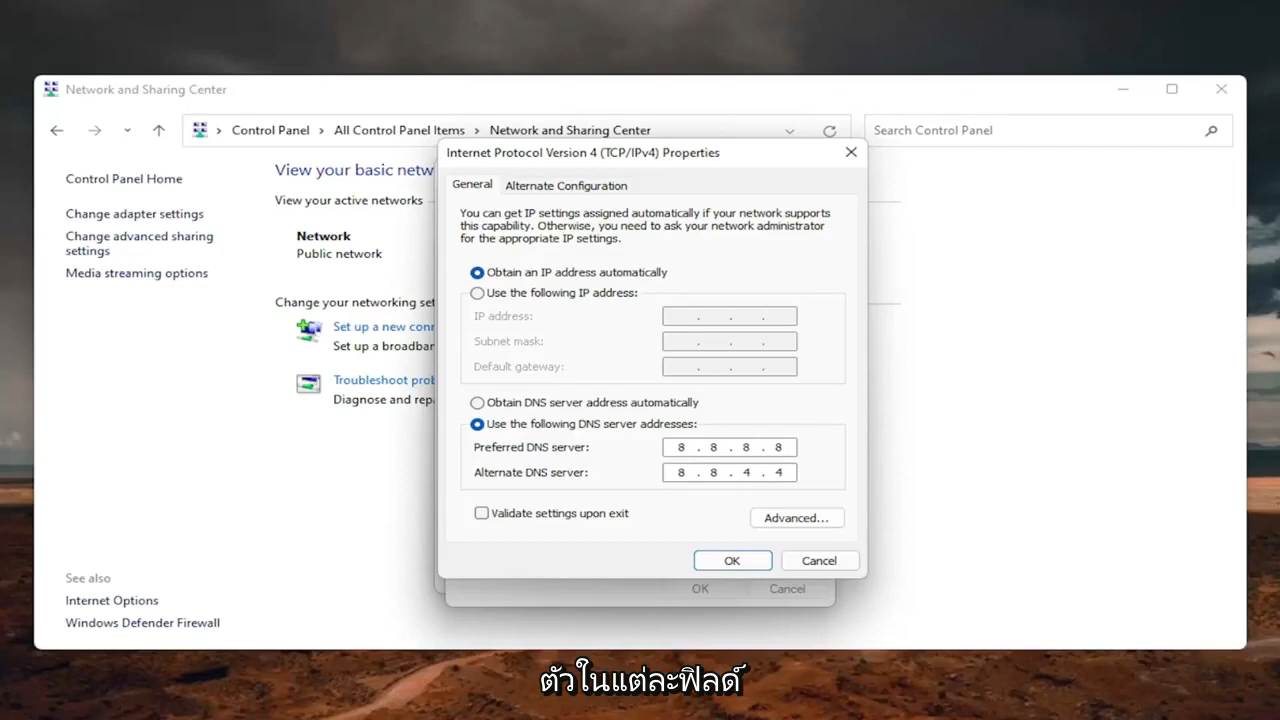 Network and Sharing Center
Control Panel > All Control Panel Items > Network and Sharing Center
Search Control Panel
Control Panel Home
Change adapter settings
Change advanced sharing
settings
Media streaming options
See also
Internet Options
Windows Defender Firewall
View your basic netw
View your active networks
Network
Public network
Change your networking set
Set up a new conn
Set up a broadbar
Troubleshoot prob
Diagnose and repa
Internet Protocol Version 4 (TCP/IPv4) Properties
General
Alternate Configuration
You can get IP settings assigned automatically if your network supports
this capability. Otherwise, you need to ask your network administrator
for the appropriate IP settings.
Obtain an IP address automatically
Use the following IP address:
IP address: . . .
Subnet mask: . . .
Default gateway: . . .
Obtain DNS server address automatically
Use the following DNS server addresses:
Preferred DNS server: 8 . 8 . 8 . 8
Alternate DNS server: 8 . 8 . 4 . 4
Validate settings upon exit
Advanced...
OK Cancel
OK Cancel
ตัวในแต่ละฟิลด์